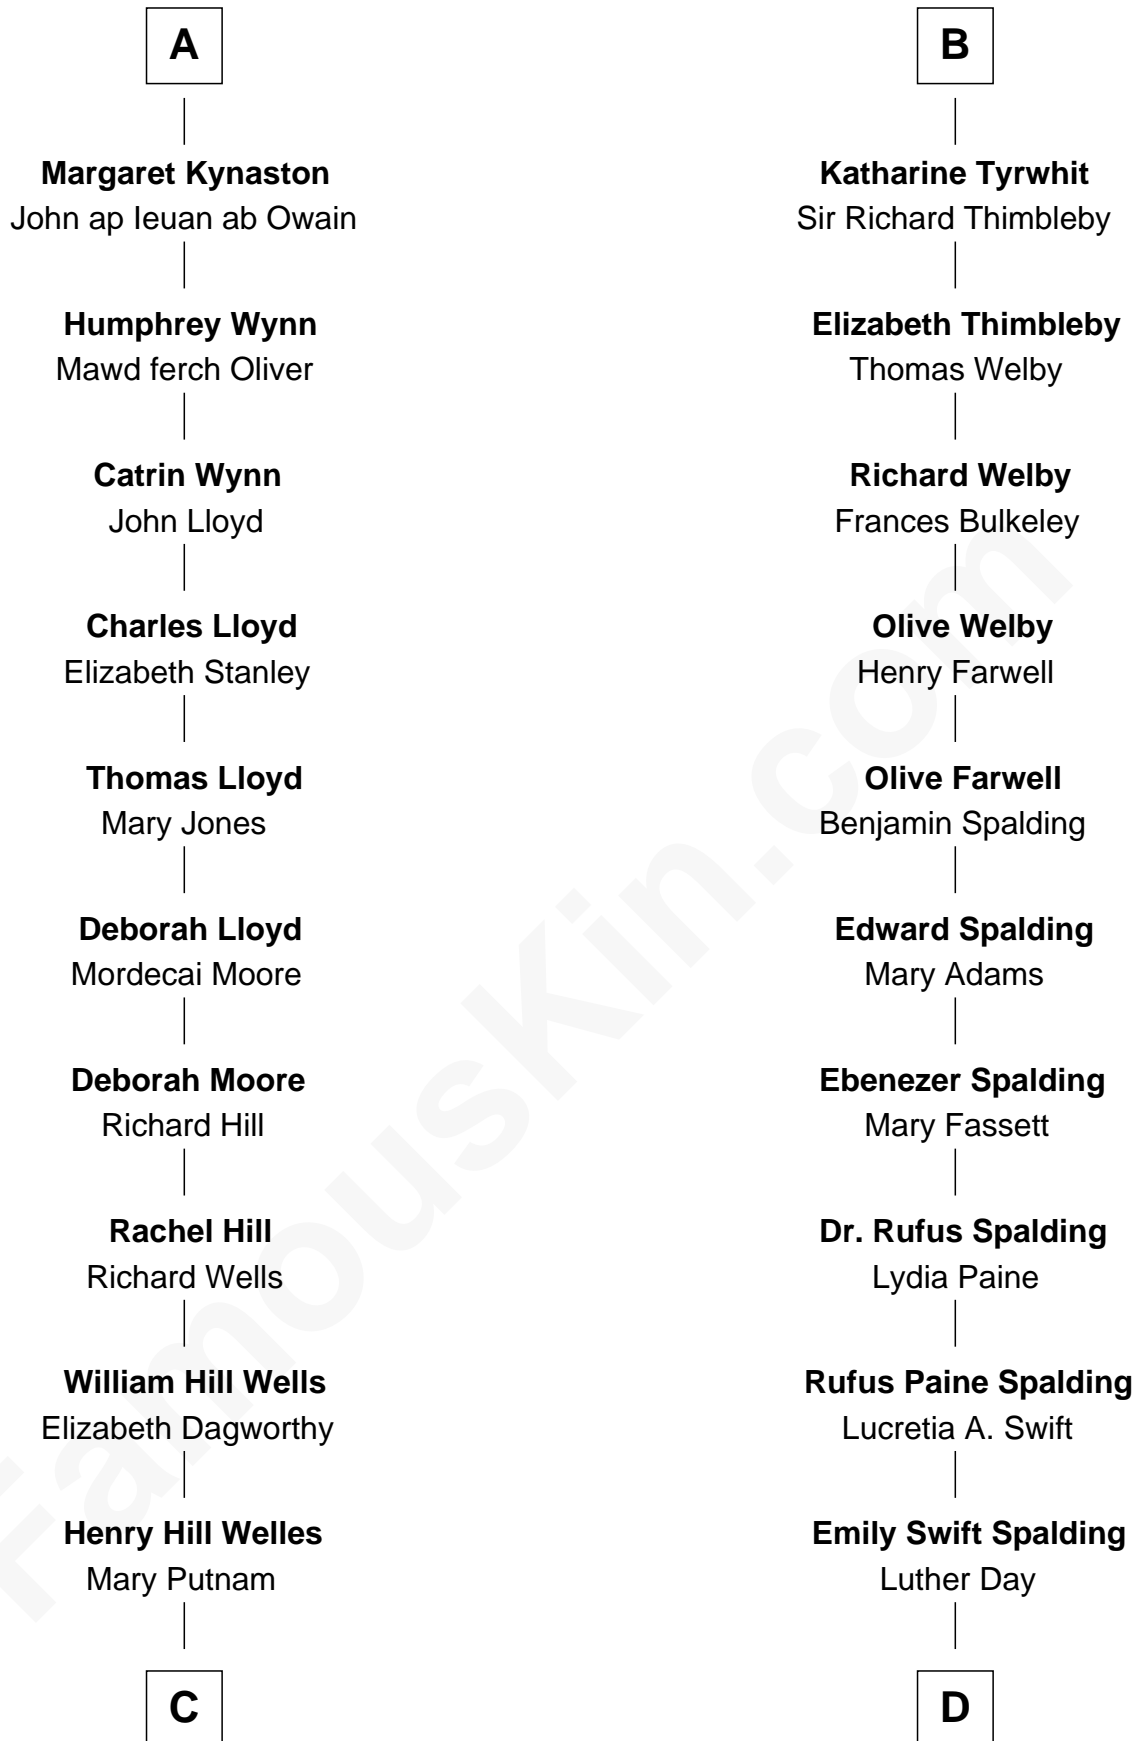 A
Margaret Kynaston
John ap Ieuan ab Owain
Humphrey Wynn
Mawd ferch Oliver
Catrin Wynn
John Lloyd
Charles Lloyd
Elizabeth Stanley
Thomas Lloyd
Mary Jones
Deborah Lloyd
Mordecai Moore
Deborah Moore
Richard Hill
Rachel Hill
Richard Wells
William Hill Wells
Elizabeth Dagworthy
Henry Hill Welles
Mary Putnam
C
B
Katharine Tyrwhit
Sir Richard Thimbleby
Elizabeth Thimbleby
Thomas Welby
Richard Welby
Frances Bulkeley
Olive Welby
Henry Farwell
Olive Farwell
Benjamin Spalding
Edward Spalding
Mary Adams
Ebenezer Spalding
Mary Fassett
Dr. Rufus Spalding
Lydia Paine
Rufus Paine Spalding
Lucretia A. Swift
Emily Swift Spalding
Luther Day
D
FamousKin.com